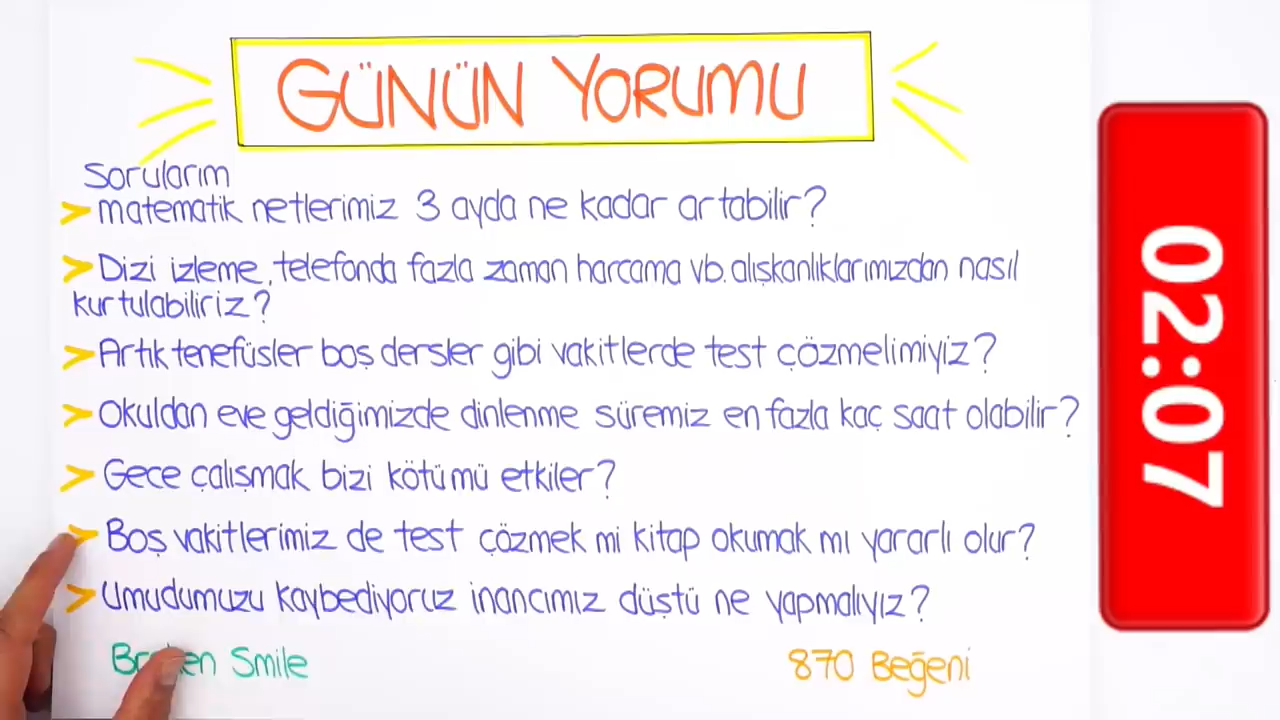 GÜNÜN YORUMU
Sorularım
> matematik netlerimiz 3 ayda ne kadar artabilir?
> Dizi izleme, telefonda fazla zaman harcama vb. alışkanlıklarımızdan nasıl
kurtulabiliriz?
> Artık tenefüsler boş dersler gibi vakitlerde test çözmelimiyiz?
> Okuldan eve geldiğimizde dinlenme süremiz en fazla kaç saat olabilir?
> Gece çalışmak bizi kötümü etkiler?
> Boş vakitlerimiz de test çözmek mi kitap okumak mı yararlı olur?
> Umudumuzu kaybediyoruz inancımız düştü ne yapmalıyız?
Smile
870 Beğeni
02:07